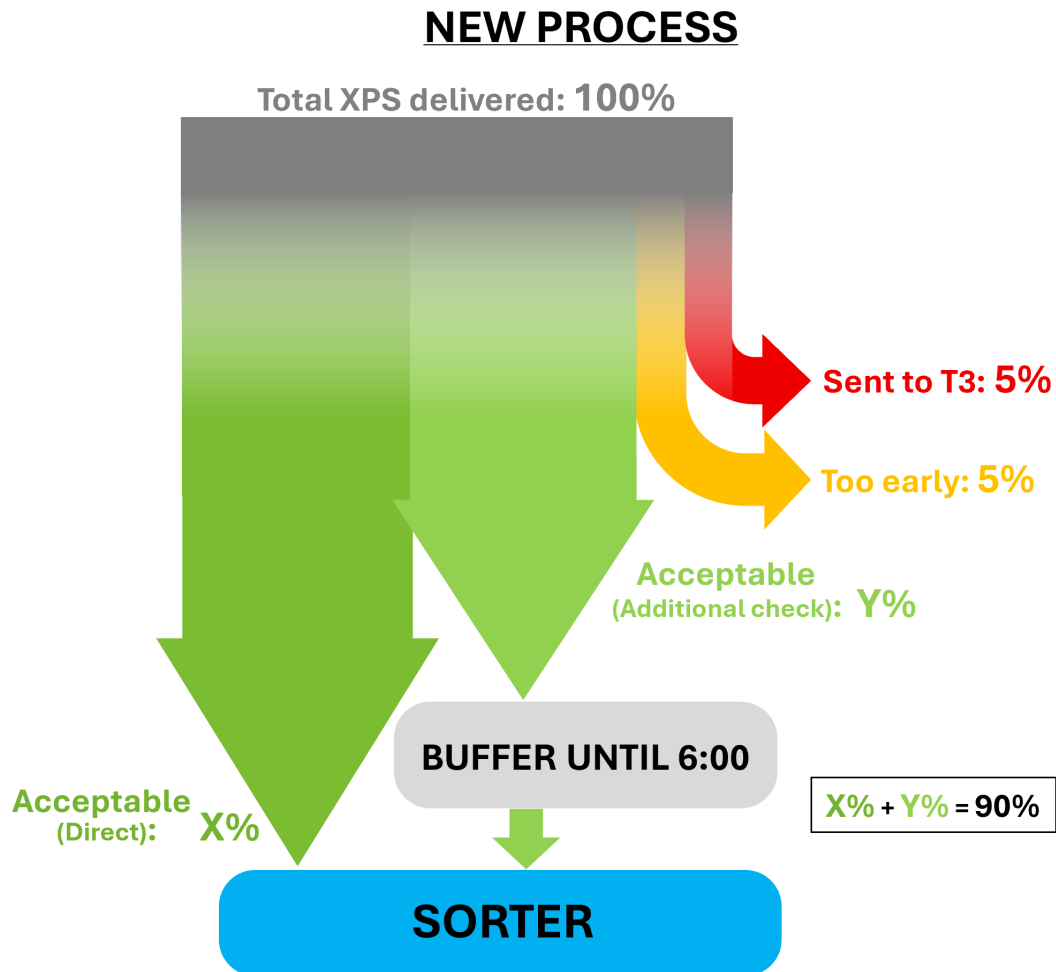 NEW PROCESS
Total XPS delivered: 100%
Sent to T3: 5%
Too early: 5%
Acceptable
(Additional check): Y%
BUFFER UNTIL 6:00
Acceptable
(Direct): X%
X% + Y% = 90%
SORTER